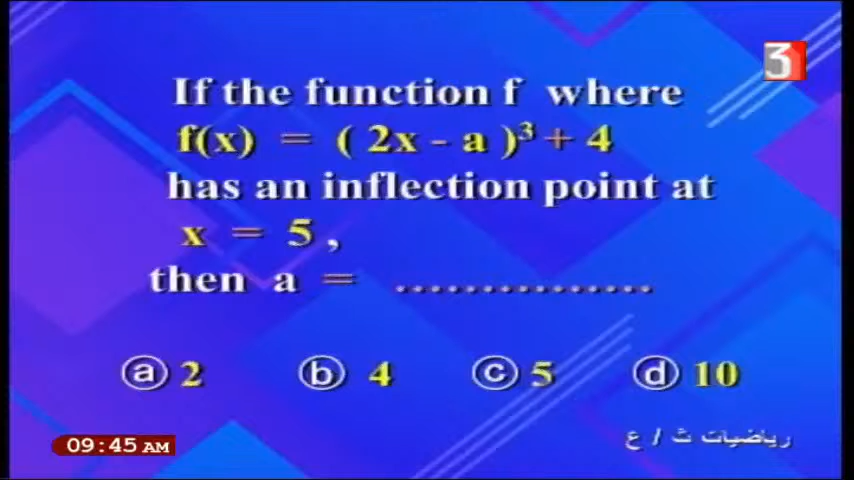 3
If the function f where
f(x) = ( 2x - a )³ + 4
has an inflection point at
x = 5 ,
then a = ...............
ⓐ 2 ⓑ 4 ⓒ 5 ⓓ 10
رياضيات ث / ع
09:45 AM